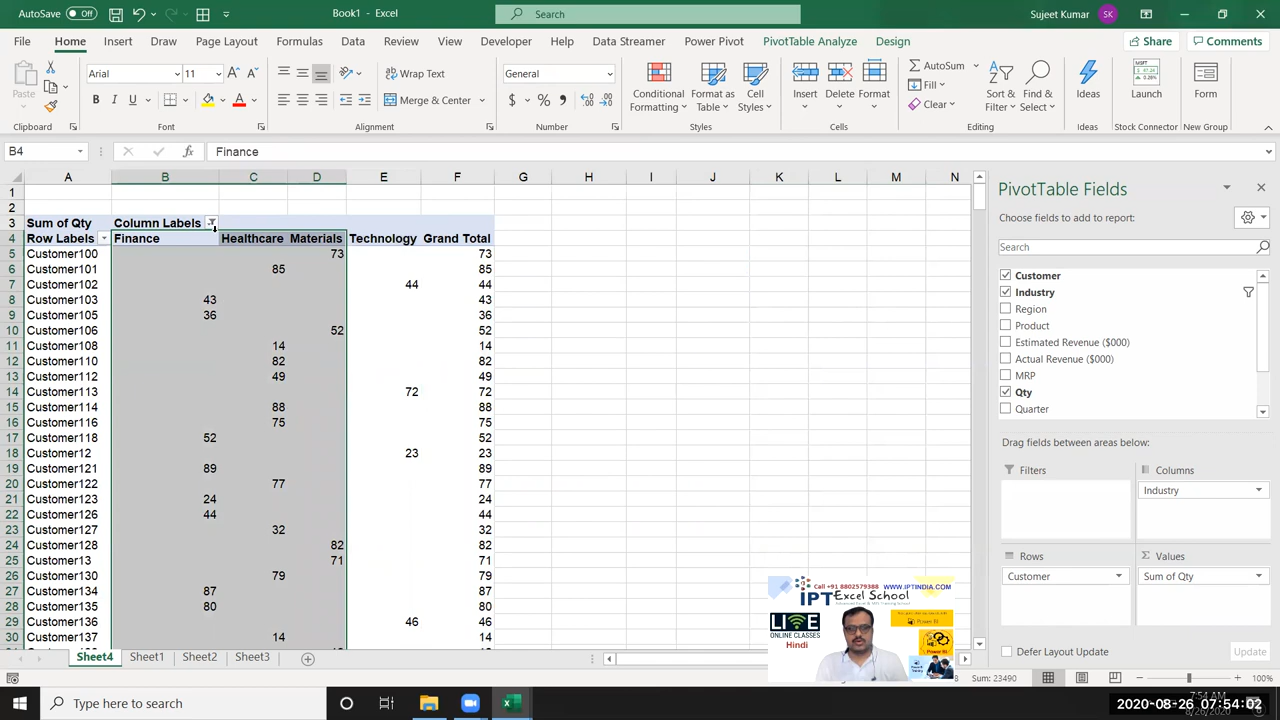 AutoSave Off Book1 - Excel Search Sujeet Kumar SK
File Home Insert Draw Page Layout Formulas Data Review View Developer Help Data Streamer Power Pivot PivotTable Analyze Design Share Comments
Paste Arial 11 Wrap Text General Conditional Formatting Format as Table Cell Styles Insert Delete Format AutoSum Fill Clear Sort & Filter Find & Select Ideas Launch Form
B I U Merge & Center $ %
Clipboard Font Alignment Number Styles Cells Editing Ideas Stock Connector New Group
B4 fx Finance
A B C D E F G H I J K L M N
1
2
3 Sum of Qty Column Labels
4 Row Labels Finance Healthcare Materials Technology Grand Total
5 Customer100 73 73
6 Customer101 85 85
7 Customer102 44 44
8 Customer103 43 43
9 Customer105 36 36
10 Customer106 52 52
11 Customer108 14 14
12 Customer110 82 82
13 Customer112 49 49
14 Customer113 72 72
15 Customer114 88 88
16 Customer116 75 75
17 Customer118 52 52
18 Customer12 23 23
19 Customer121 89 89
20 Customer122 77 77
21 Customer123 24 24
22 Customer126 44 44
23 Customer127 32 32
24 Customer128 82 82
25 Customer13 71 71
26 Customer130 79 79
27 Customer134 87 87
28 Customer135 80 80
29 Customer136 46 46
30 Customer137 14 14
PivotTable Fields
Choose fields to add to report:
Search
Customer
Industry
Region
Product
Estimated Revenue ($000)
Actual Revenue ($000)
MRP
Qty
Quarter
Drag fields between areas below:
Filters Columns
Industry
Rows Σ Values
Customer Sum of Qty
Defer Layout Update Update
Call +91 8802579388 WWW.IPTINDIA.COM
IPT Excel School
LIVE
ONLINE CLASSES
Hindi
Power BI
Sheet4 Sheet1 Sheet2 Sheet3
Sum: 23490 100%
Type here to search
7:54 AM
2020-08-26 07:54:02